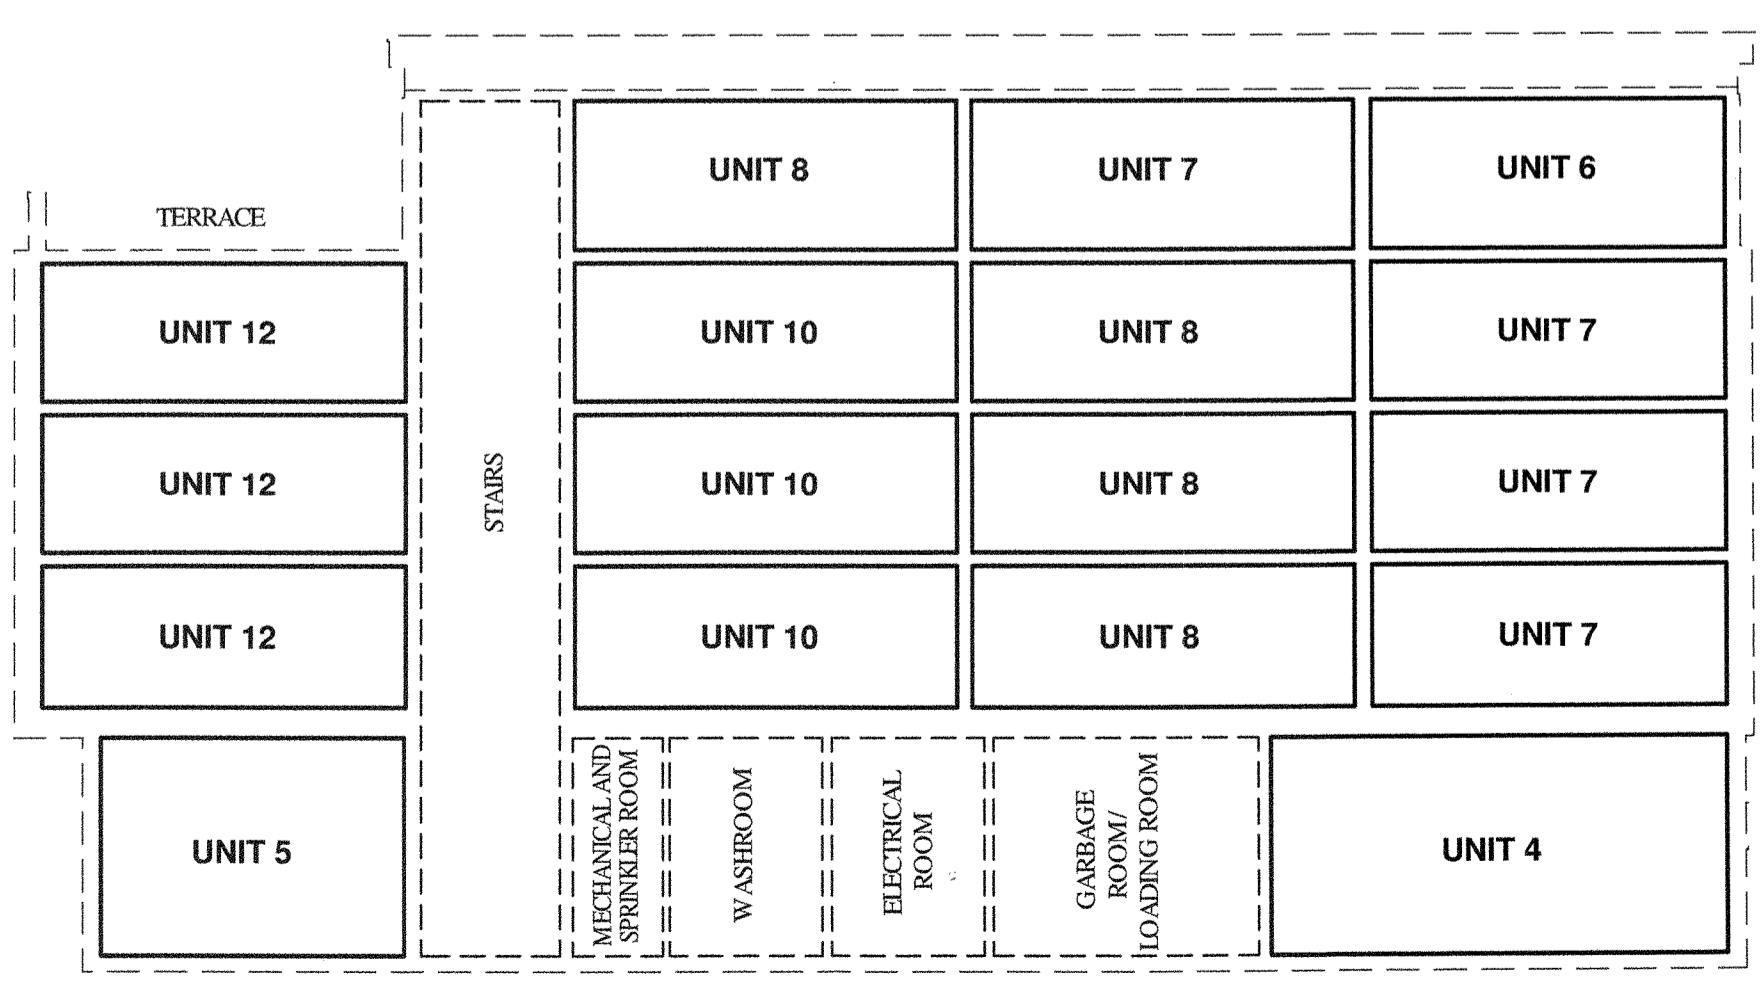 UNIT 8
UNIT 7
UNIT 6
TERRACE
UNIT 12
UNIT 10
UNIT 8
UNIT 7
UNIT 12
STAIRS
UNIT 10
UNIT 8
UNIT 7
UNIT 12
UNIT 10
UNIT 8
UNIT 7
UNIT 5
MECHANICAL AND
SPRINKLER ROOM
WASHROOM
ELECTRICAL
ROOM
GARBAGE
ROOM/
LOADING ROOM
UNIT 4